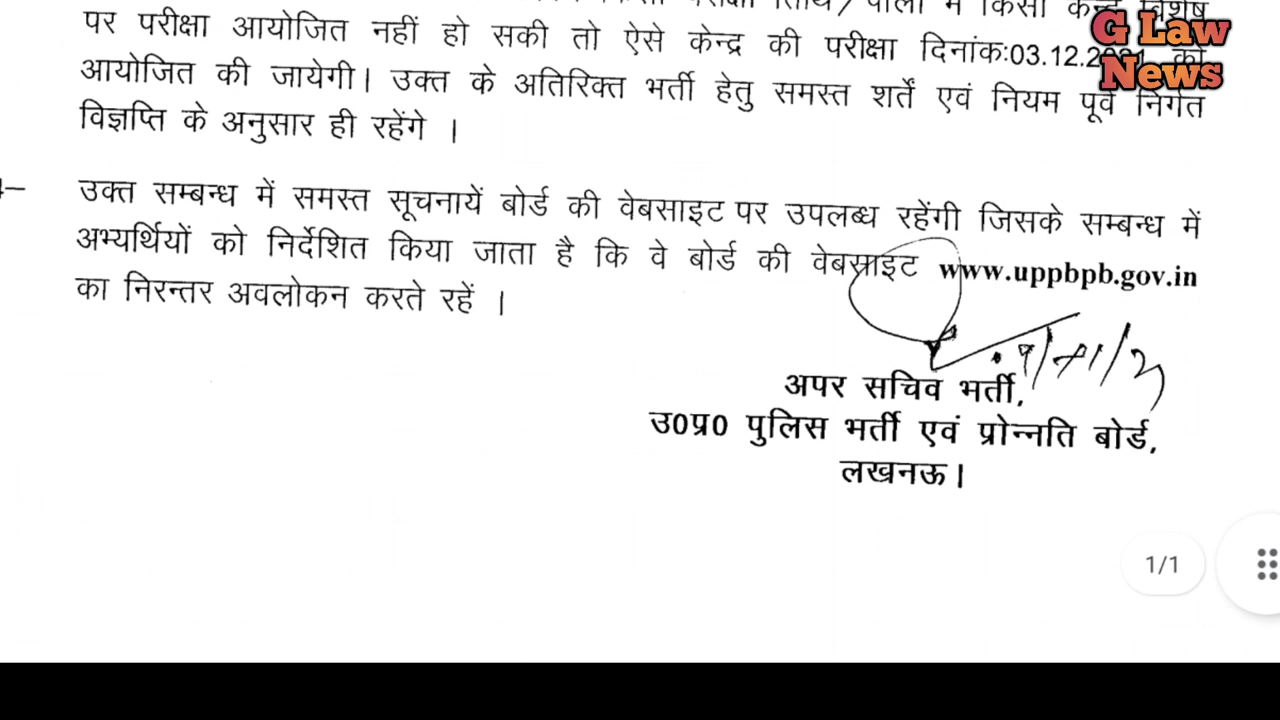 में किसी
पर परीक्षा आयोजित नहीं हो सकी तो ऐसे केन्द्र की परीक्षा दिनांकः03.12.2021 को
आयोजित की जायेगी। उक्त के अतिरिक्त भर्ती हेतु समस्त शर्तें एवं नियम पूर्व निर्गत
विज्ञप्ति के अनुसार ही रहेंगे ।
उक्त सम्बन्ध में समस्त सूचनायें बोर्ड की वेबसाइट पर उपलब्ध रहेंगी जिसके सम्बन्ध में
अभ्यर्थियों को निर्देशित किया जाता है कि वे बोर्ड की वेबसाइट www.uppbpb.gov.in
का निरन्तर अवलोकन करते रहें ।
अपर सचिव भर्ती,
उ0प्र0 पुलिस भर्ती एवं प्रोन्नति बोर्ड,
लखनऊ।
1/1
G Law
News